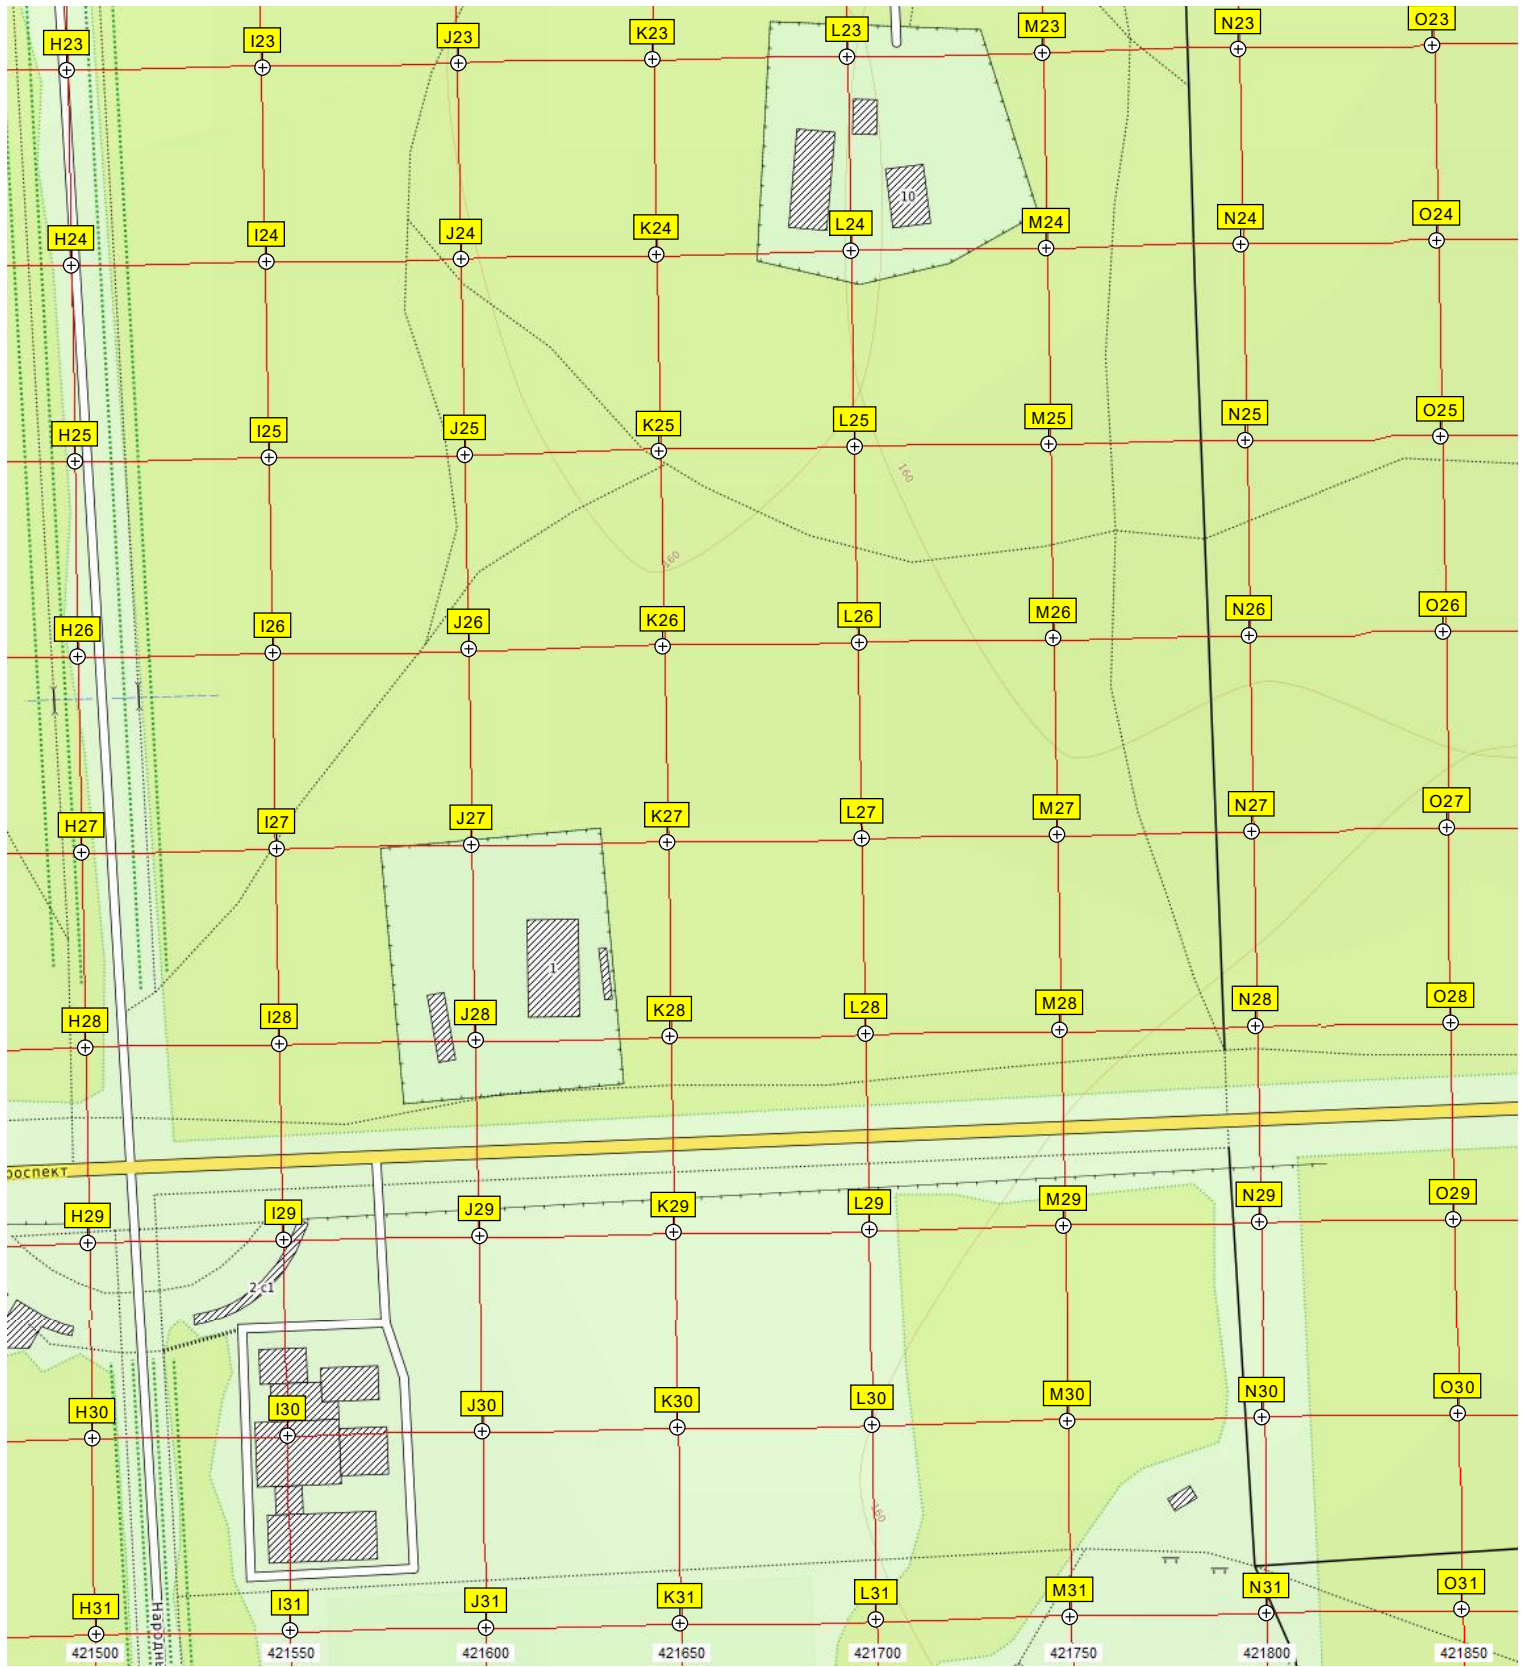 H23 I23 J23 K23 L23 M23 N23 O23
10
H24 I24 J24 K24 L24 M24 N24 O24
H25 I25 J25 K25 L25 M25 N25 O25
160
160
H26 I26 J26 K26 L26 M26 N26 O26
H27 I27 J27 K27 L27 M27 N27 O27
1
H28 I28 J28 K28 L28 M28 N28 O28
роспект
H29 I29 J29 K29 L29 M29 N29 O29
2 с1
H30 I30 J30 K30 L30 M30 N30 O30
160
H31 I31 J31 K31 L31 M31 N31 O31
Народн
421500 421550 421600 421650 421700 421750 421800 421850